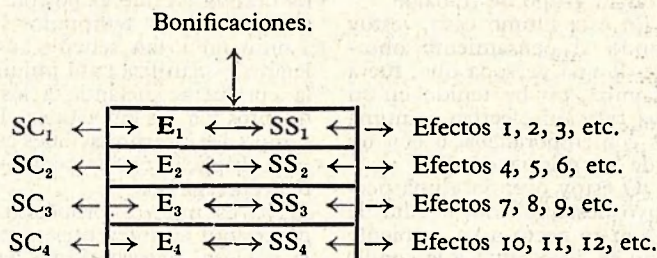 Bonificaciones.
SC₁ ← → E₁ ←→ SS₁ ← → Efectos 1, 2, 3, etc.
SC₂ ← → E₂ ←→ SS₂ ← → Efectos 4, 5, 6, etc.
SC₃ ← → E₃ ←→ SS₃ ← → Efectos 7, 8, 9, etc.
SC₄ ← → E₄ ←→ SS₄ ← → Efectos 10, 11, 12, etc.